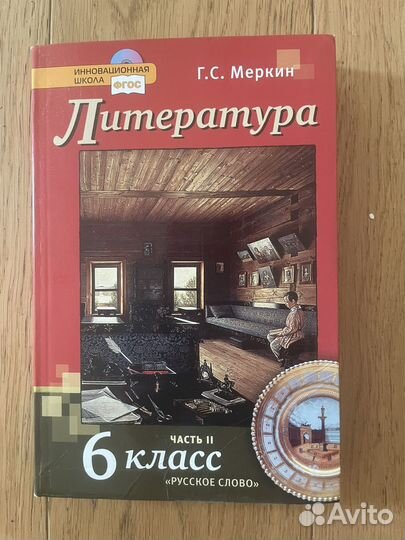 ИННОВАЦИОННАЯ
ШКОЛА
ФГОС
Г.С. Меркин
Литература
ЧАСТЬ II
6 класс
«РУССКОЕ СЛОВО»
Avito